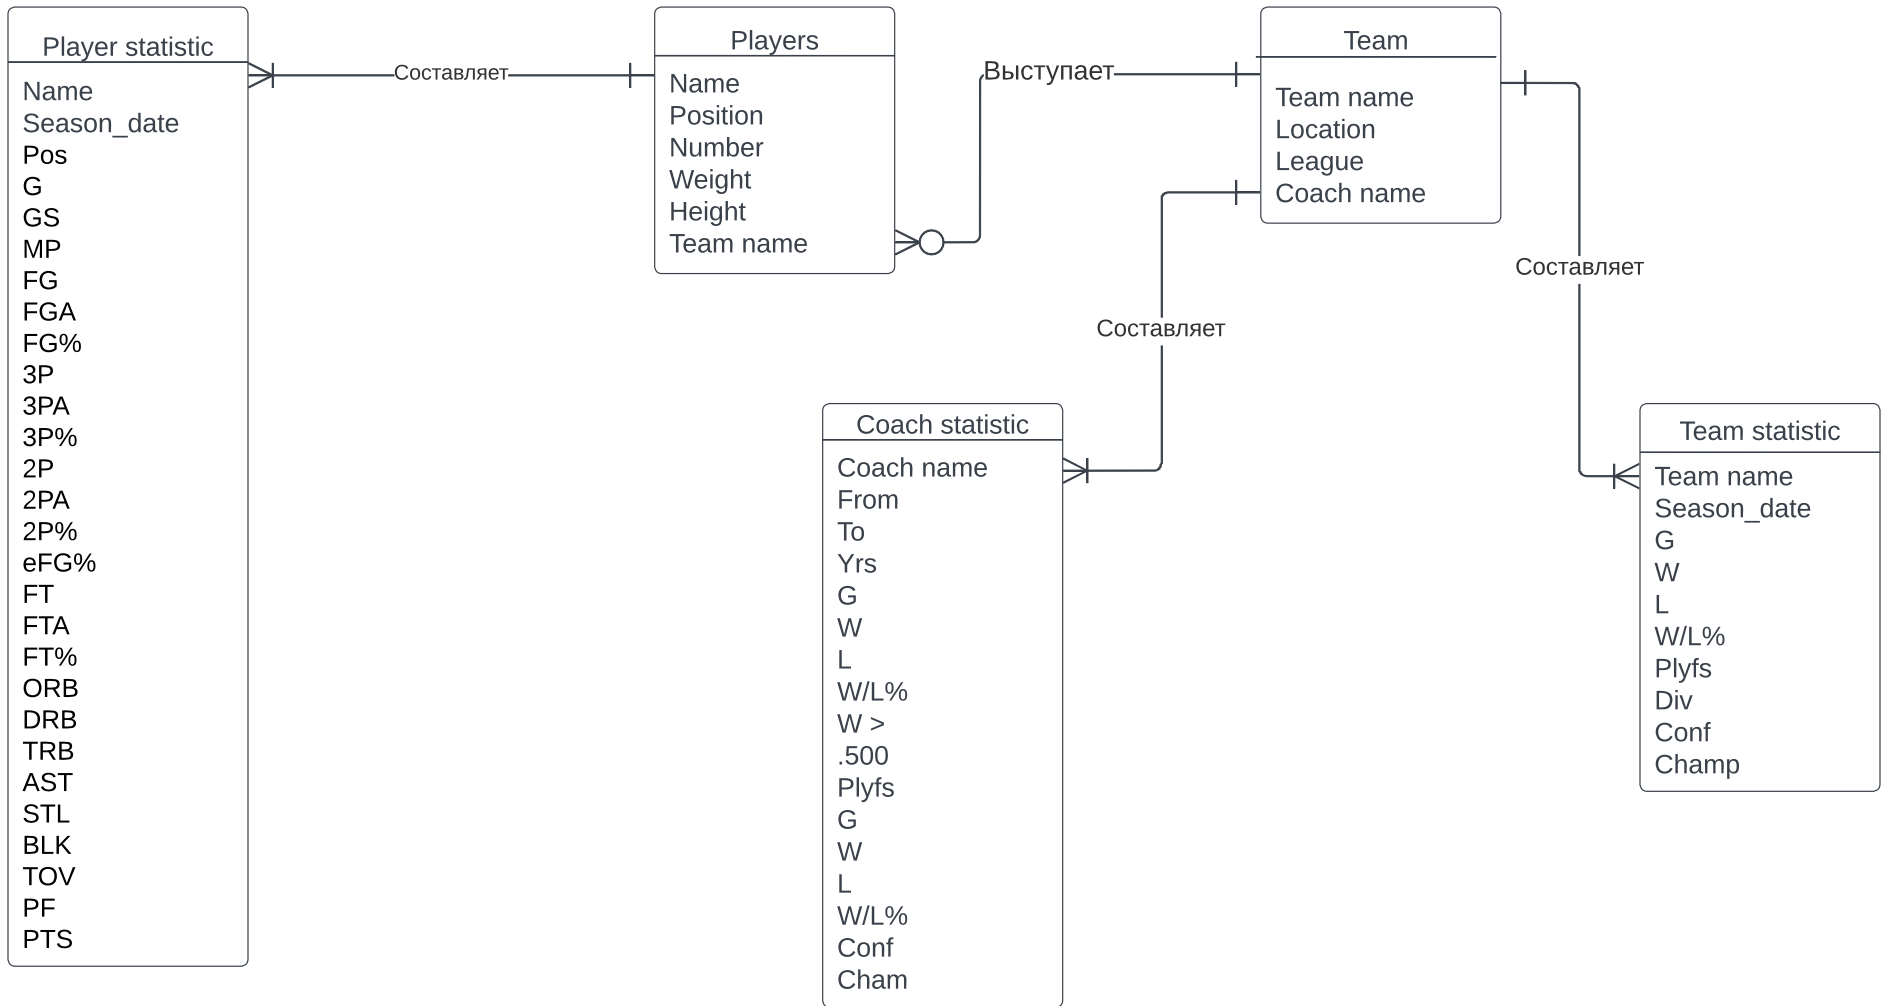 Player statistic
Name
Season_date
Pos
G
GS
MP
FG
FGA
FG%
3P
3PA
3P%
2P
2PA
2P%
eFG%
FT
FTA
FT%
ORB
DRB
TRB
AST
STL
BLK
TOV
PF
PTS
Составляет
Players
Name
Position
Number
Weight
Height
Team name
Выступает
Team
Team name
Location
League
Coach name
Составляет
Coach statistic
Coach name
From
To
Yrs
G
W
L
W/L%
W >
.500
Plyfs
G
W
L
W/L%
Conf
Cham
Составляет
Team statistic
Team name
Season_date
G
W
L
W/L%
Plyfs
Div
Conf
Champ